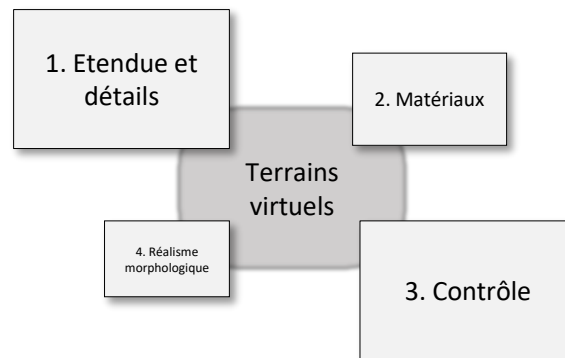 1. Etendue et
détails
2. Matériaux
Terrains
virtuels
4. Réalisme
morphologique
3. Contrôle